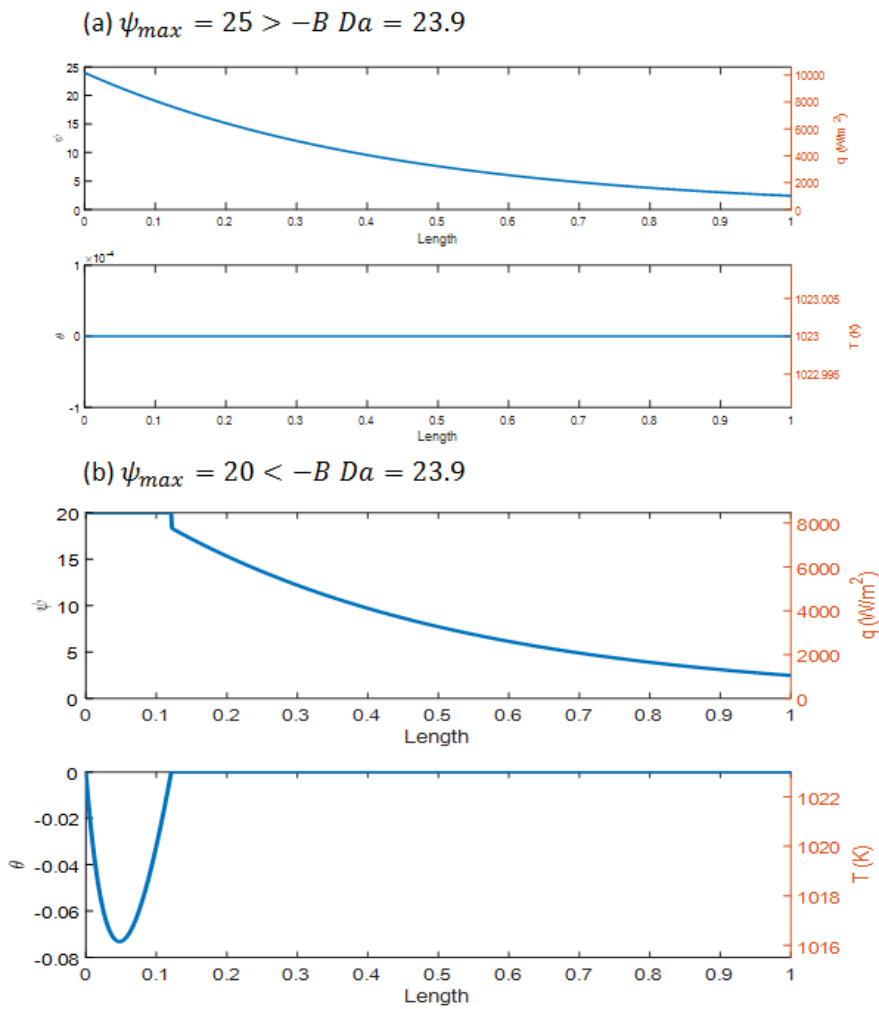 (a) ψmax = 25 > −B Da = 23.9
25
20
15
10
5
0
ψ
10000
8000
6000
4000
2000
0
q (W/m²)
0 0.1 0.2 0.3 0.4 0.5 0.6 0.7 0.8 0.9 1
Length
×10⁻⁴
1
0
-1
θ
1023.005
1023
1022.995
T (K)
0 0.1 0.2 0.3 0.4 0.5 0.6 0.7 0.8 0.9 1
Length
(b) ψmax = 20 < −B Da = 23.9
20
15
10
5
0
ψ
8000
6000
4000
2000
0
q (W/m²)
0 0.1 0.2 0.3 0.4 0.5 0.6 0.7 0.8 0.9 1
Length
0
-0.02
-0.04
-0.06
-0.08
θ
1022
1020
1018
1016
T (K)
0 0.1 0.2 0.3 0.4 0.5 0.6 0.7 0.8 0.9 1
Length